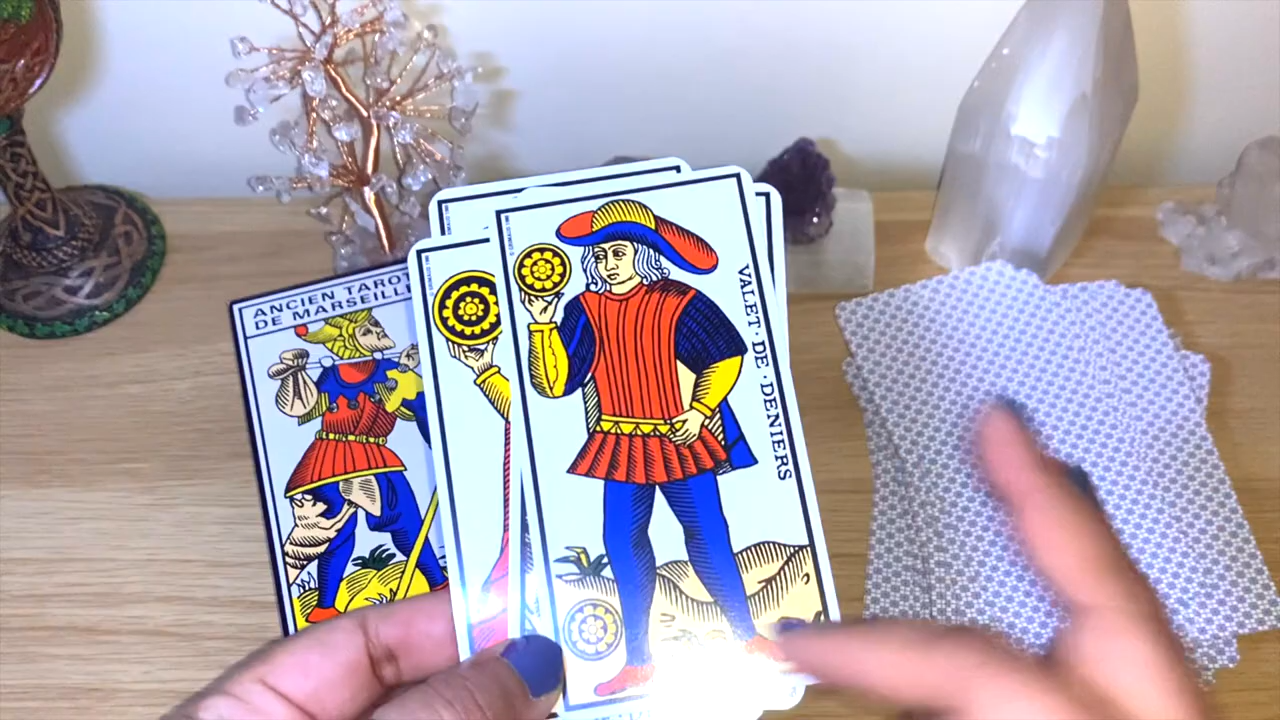 ANCIEN TAROT
DE MARSEILLE
VALET · DE · DENIERS